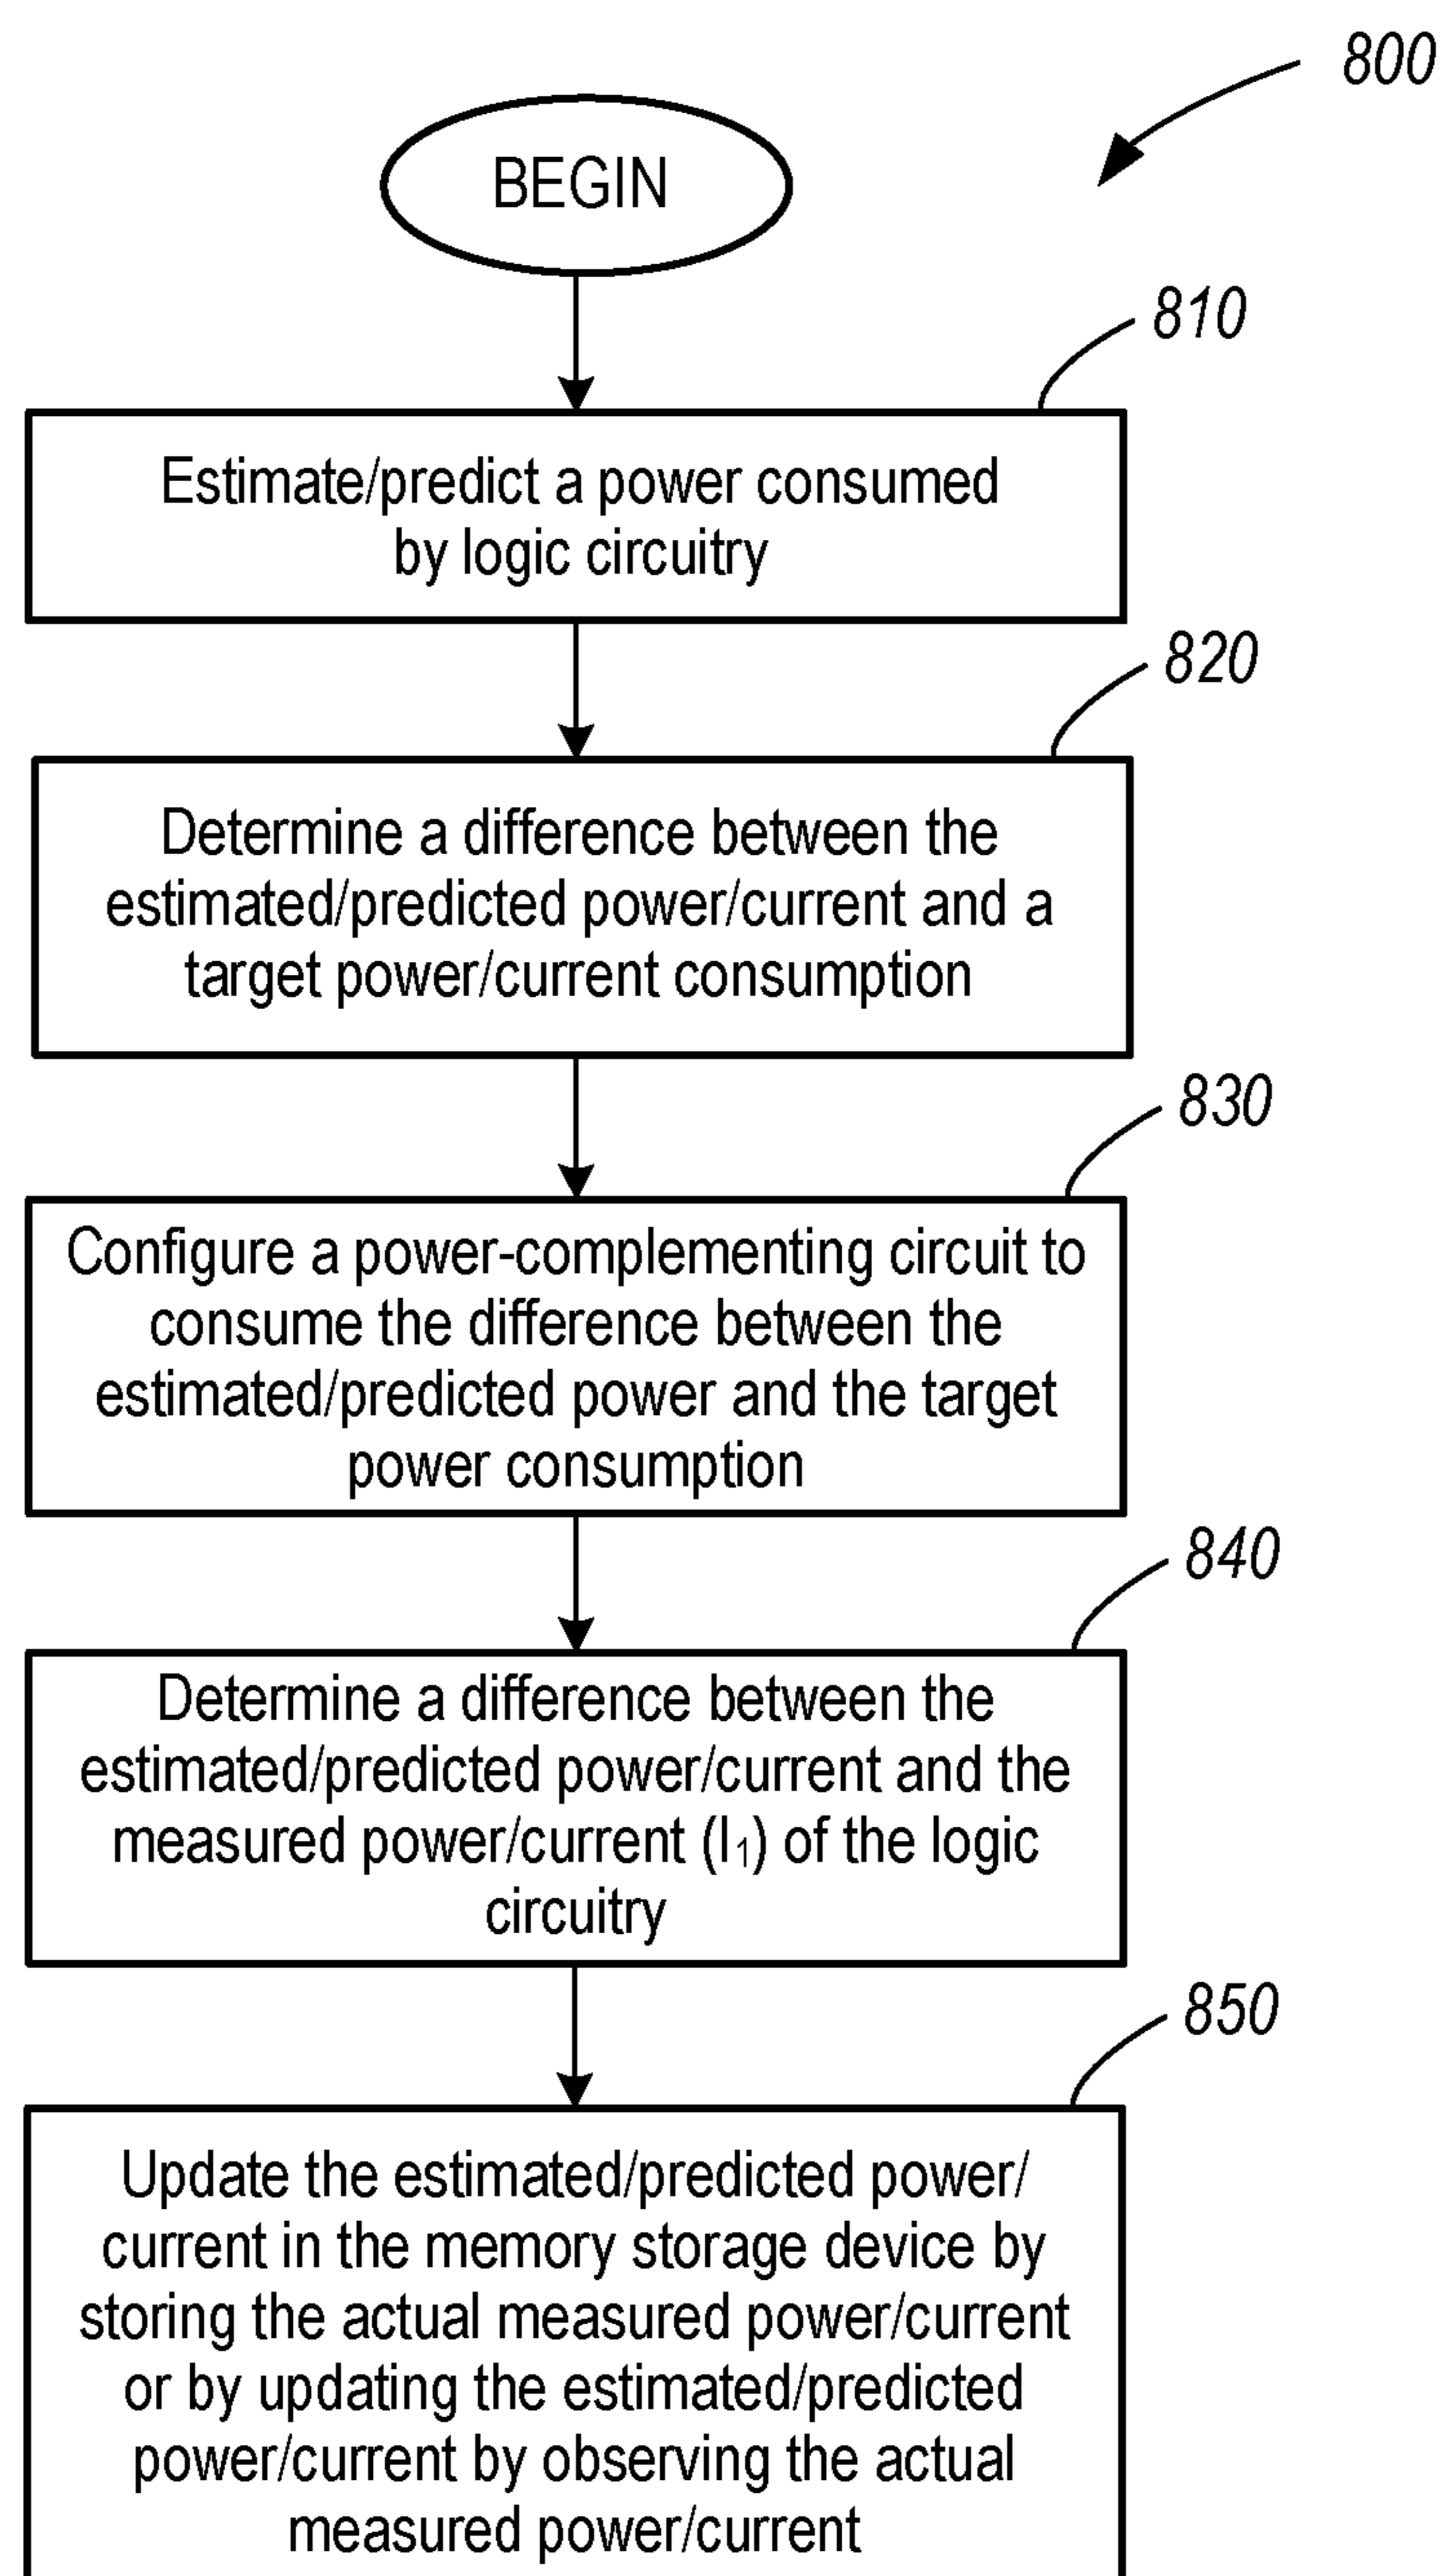 800
BEGIN
810
Estimate/predict a power consumed
by logic circuitry
820
Determine a difference between the
estimated/predicted power/current and a
target power/current consumption
830
Configure a power-complementing circuit to
consume the difference between the
estimated/predicted power and the target
power consumption
840
Determine a difference between the
estimated/predicted power/current and the
measured power/current (I₁) of the logic
circuitry
850
Update the estimated/predicted power/
current in the memory storage device by
storing the actual measured power/current
or by updating the estimated/predicted
power/current by observing the actual
measured power/current